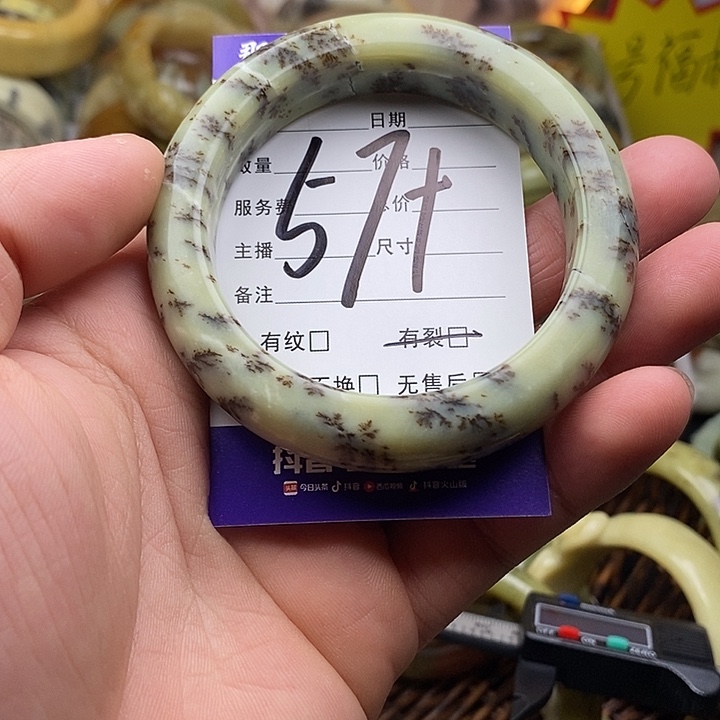 日期
数量 价格
服务费 总价
主播 尺寸
备注
57+
有纹□ 有裂□
不换□ 无售后
抖音
今日头条 抖音 西瓜视频 抖音火山版
号福